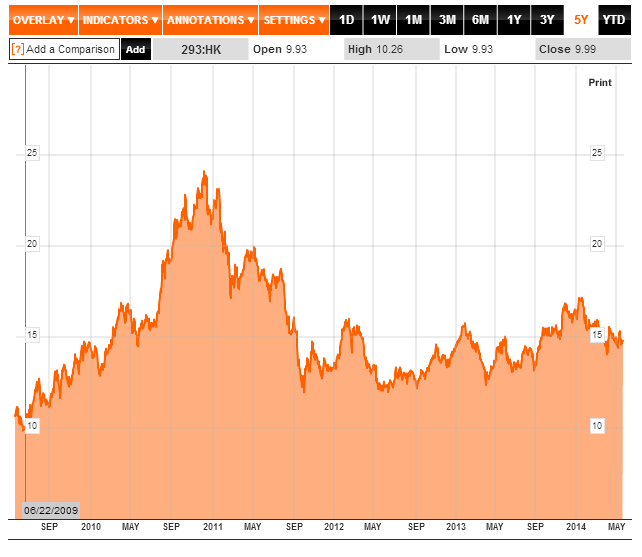 OVERLAY ▼ INDICATORS ▼ ANNOTATIONS ▼ SETTINGS ▼ 1D 1W 1M 3M 6M 1Y 3Y 5Y YTD
[?] Add a Comparison Add 293:HK Open 9.93 High 10.26 Low 9.93 Close 9.99
Print
25 25
20 20
15 15
10 10
06/22/2009
SEP 2010 MAY SEP 2011 MAY SEP 2012 MAY SEP 2013 MAY SEP 2014 MAY